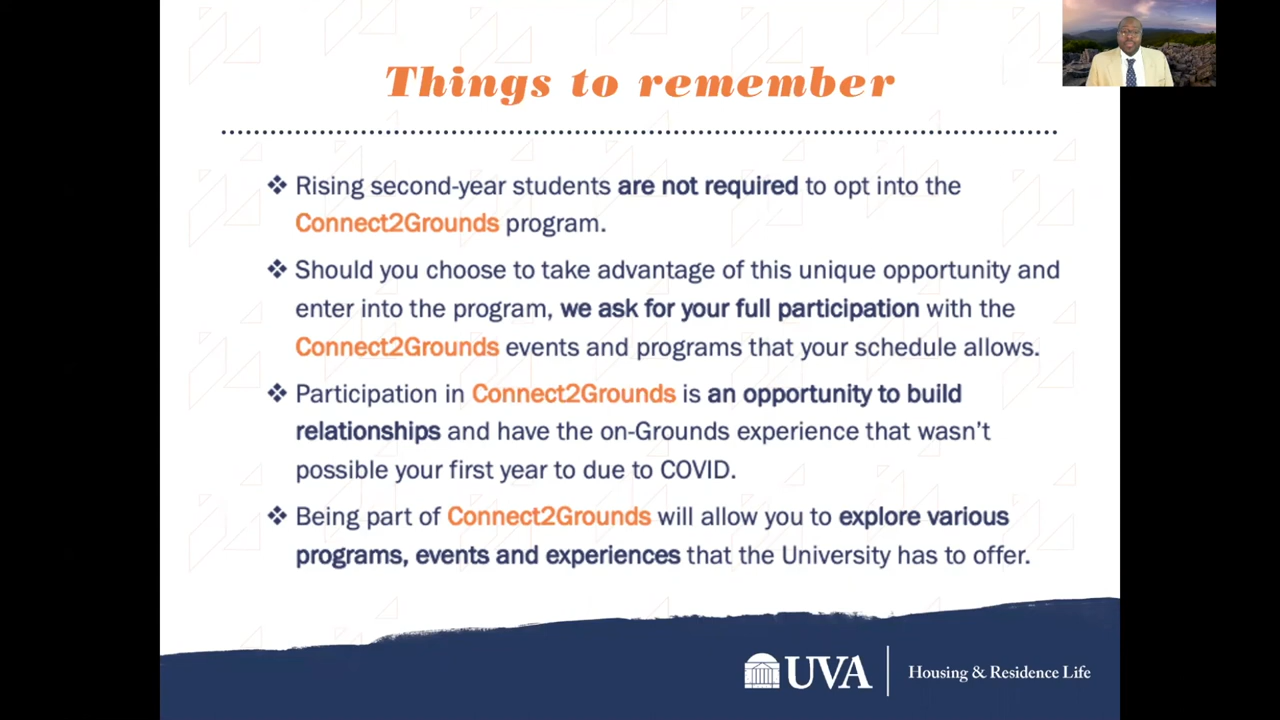 Things to remember
❖ Rising second-year students are not required to opt into the
Connect2Grounds program.
❖ Should you choose to take advantage of this unique opportunity and
enter into the program, we ask for your full participation with the
Connect2Grounds events and programs that your schedule allows.
❖ Participation in Connect2Grounds is an opportunity to build
relationships and have the on-Grounds experience that wasn't
possible your first year to due to COVID.
❖ Being part of Connect2Grounds will allow you to explore various
programs, events and experiences that the University has to offer.
UVA | Housing & Residence Life